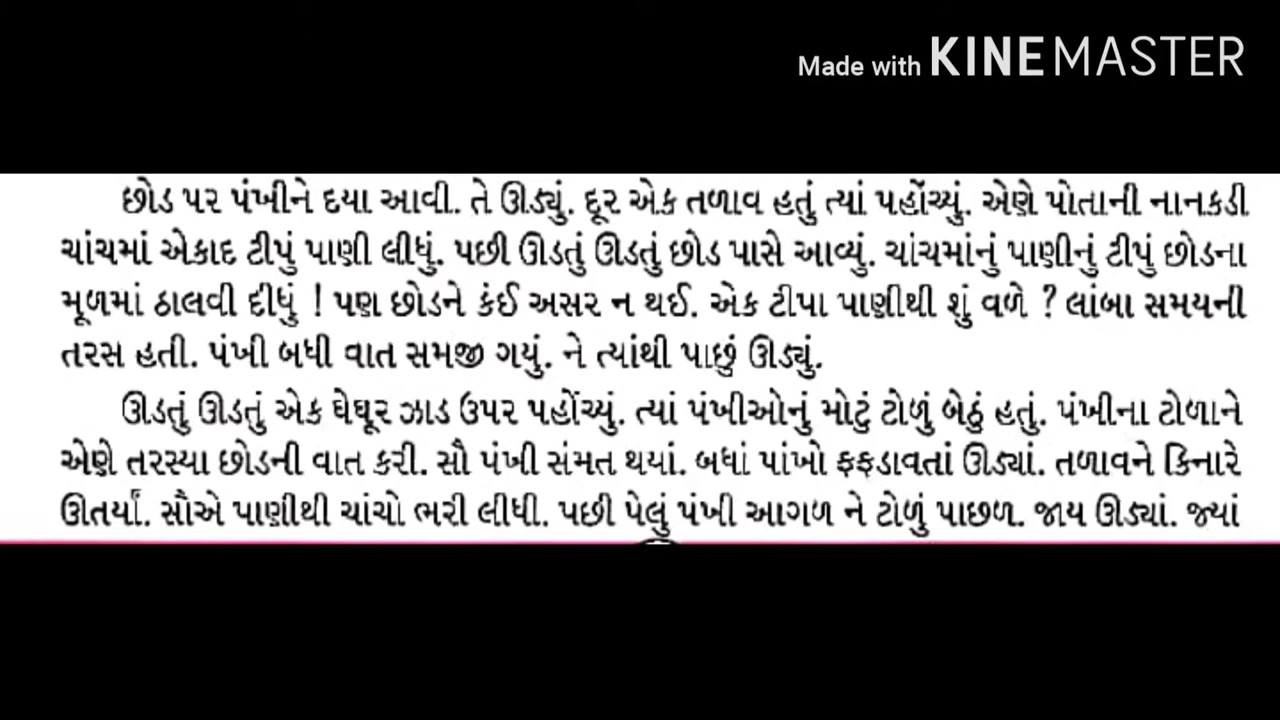 Made with KINEMASTER
છોડ પર પંખીને દયા આવી. તે ઊડ્યું. દૂર એક તળાવ હતું ત્યાં પહોંચ્યું. એણે પોતાની નાનકડી
ચાંચમાં એકાદ ટીપું પાણી લીધું. પછી ઊડતું ઊડતું છોડ પાસે આવ્યું. ચાંચમાંનું પાણીનું ટીપું છોડના
મૂળમાં ઠાલવી દીધું ! પણ છોડને કંઈ અસર ન થઈ. એક ટીપા પાણીથી શું વળે ? લાંબા સમયની
તરસ હતી. પંખી બધી વાત સમજી ગયું. ને ત્યાંથી પાછું ઊડ્યું.
ઊડતું ઊડતું એક ઘેઘૂર ઝાડ ઉપર પહોંચ્યું. ત્યાં પંખીઓનું મોટું ટોળું બેઠું હતું. પંખીના ટોળાને
એણે તરસ્યા છોડની વાત કરી. સૌ પંખી સંમત થયાં. બધાં પાંખો ફફડાવતાં ઊડ્યાં. તળાવને કિનારે
ઊતર્યાં. સૌએ પાણીથી ચાંચો ભરી લીધી. પછી પેલું પંખી આગળ ને ટોળું પાછળ. જાય ઊડ્યાં. જ્યાં